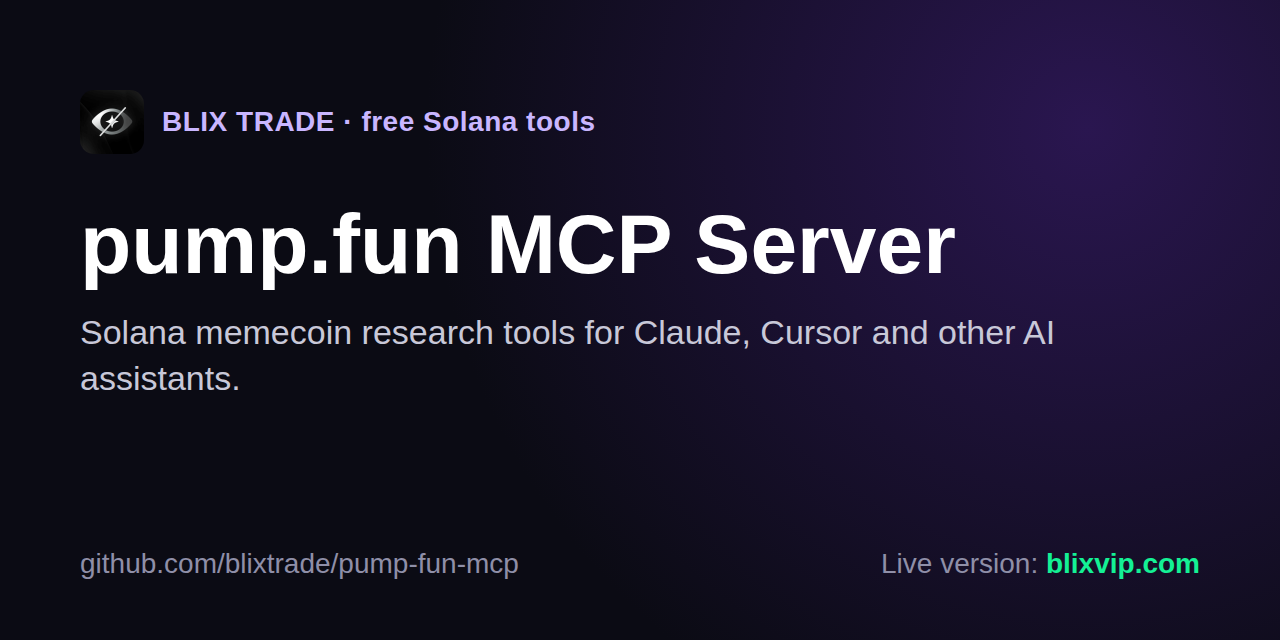 BLIX TRADE · free Solana tools
pump.fun MCP Server
Solana memecoin research tools for Claude, Cursor and other AI
assistants.
github.com/blixtrade/pump-fun-mcp
Live version: blixvip.com